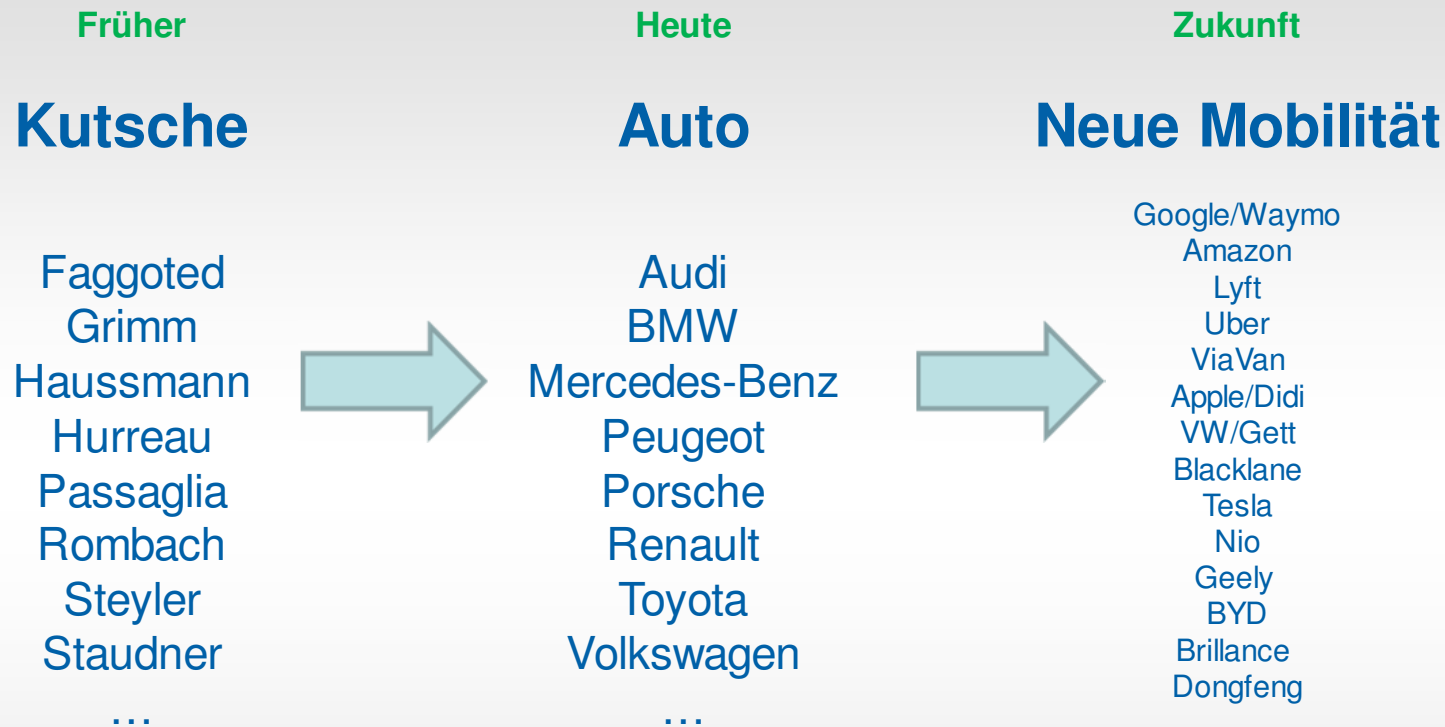 Früher
Heute
Zukunft
Kutsche
Auto
Neue Mobilität
Faggoted
Grimm
Haussmann
Hurreau
Passaglia
Rombach
Steyler
Staudner
...
Audi
BMW
Mercedes-Benz
Peugeot
Porsche
Renault
Toyota
Volkswagen
...
Google/Waymo
Amazon
Lyft
Uber
ViaVan
Apple/Didi
VW/Gett
Blacklane
Tesla
Nio
Geely
BYD
Brillance
Dongfeng